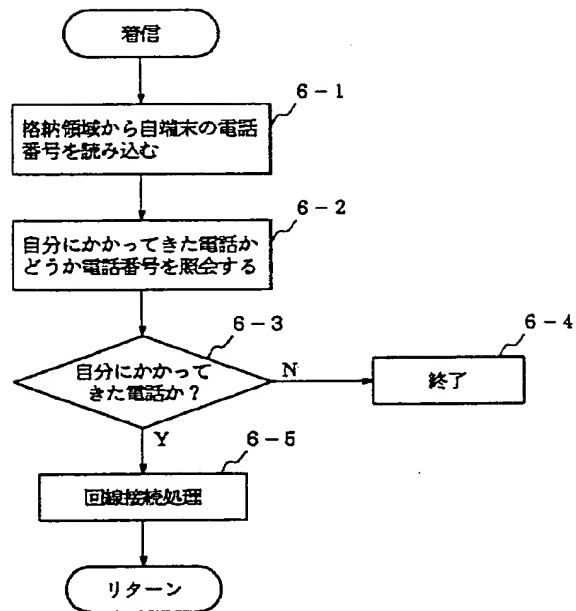 着信
6-1
格納領域から自端末の電話
番号を読み込む
6-2
自分にかかってきた電話か
どうか電話番号を照会する
6-3
自分にかかって
きた電話か?
N
6-4
終了
Y
6-5
回線接続処理
リターン